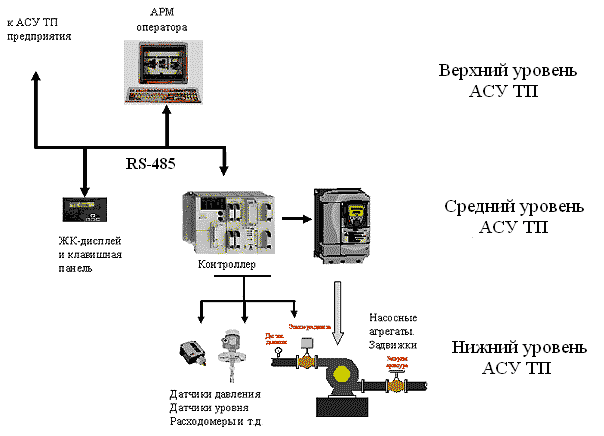 к АСУ ТП
предприятия
АРМ
оператора
Верхний уровень
АСУ ТП
RS-485
ЖК-дисплей
и клавишная
панель
Контроллер
Средний уровень
АСУ ТП
Насосные
агрегаты.
Задвижки
Нижний уровень
АСУ ТП
Датчики давления
Датчики уровня
Расходомеры и т.д